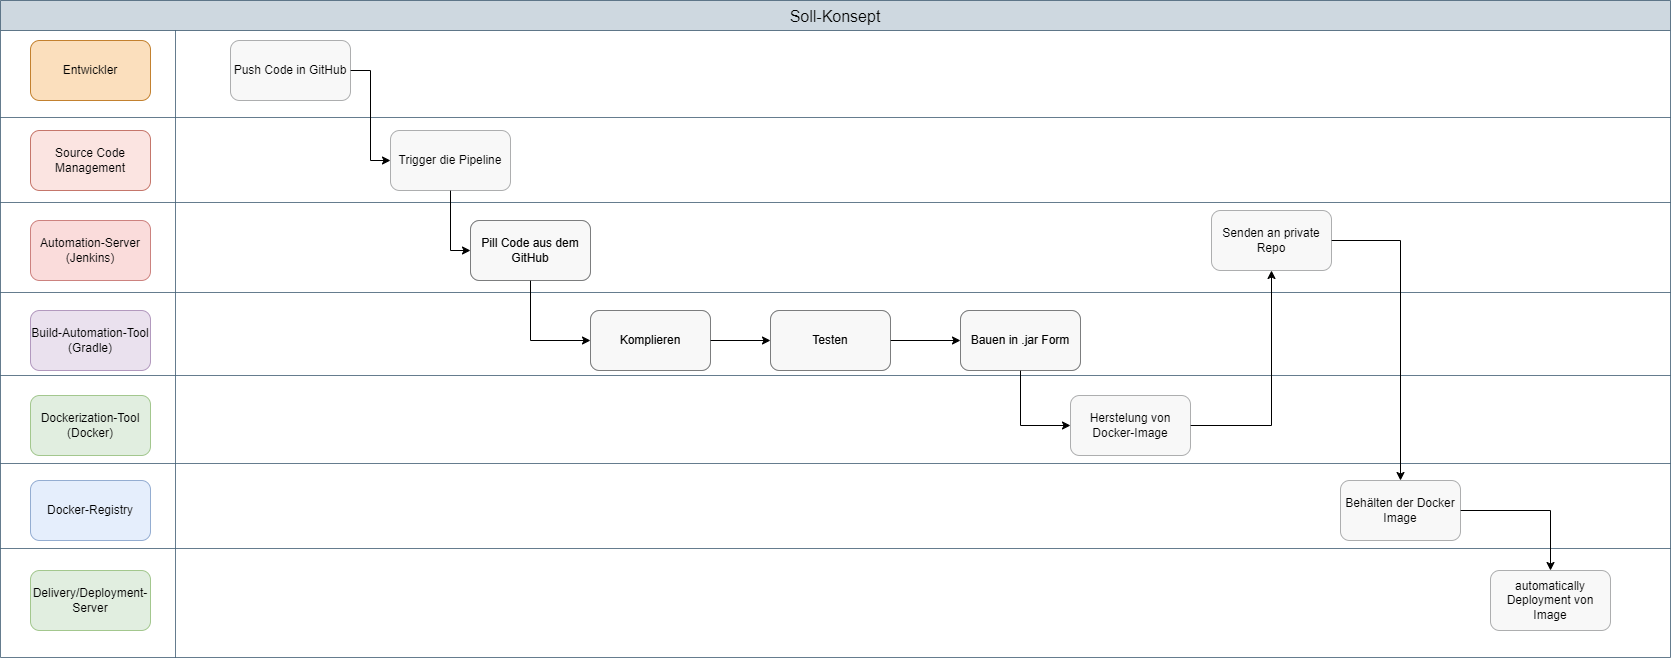 Soll-Konsept
Entwickler
Push Code in GitHub
Source Code
Management
Trigger die Pipeline
Automation-Server
(Jenkins)
Pill Code aus dem
GitHub
Senden an private
Repo
Build-Automation-Tool
(Gradle)
Komplieren
Testen
Bauen in .jar Form
Dockerization-Tool
(Docker)
Herstelung von
Docker-Image
Docker-Registry
Behälten der Docker
Image
Delivery/Deployment-
Server
automatically
Deployment von
Image